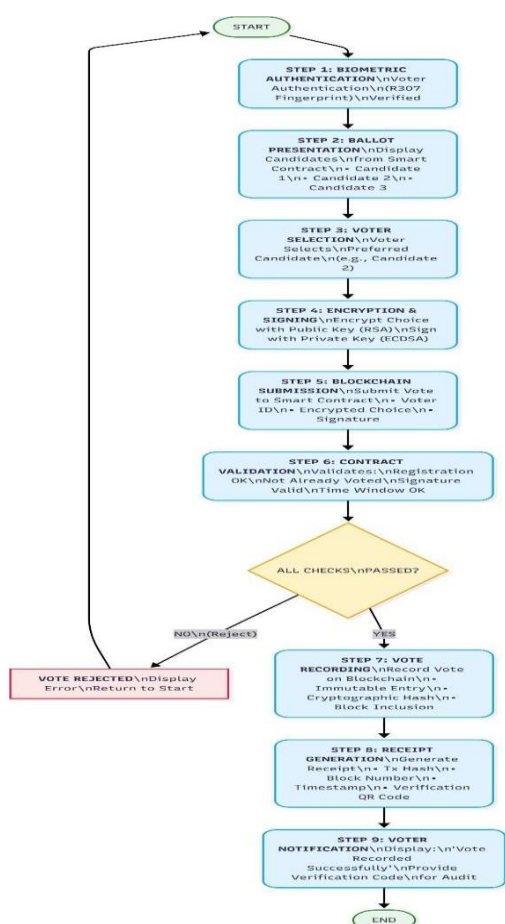 START
STEP 1: BIOMETRIC
AUTHENTICATION\nVoter
Authentication\n(R307
Fingerprint)\nVerified
STEP 2: BALLOT
PRESENTATION\nDisplay
Candidates\nfrom Smart
Contract\n• Candidate
1\n• Candidate 2\n•
Candidate 3
STEP 3: VOTER
SELECTION\nVoter
Selects\nPreferred
Candidate\n(e.g., Candidate
2)
STEP 4: ENCRYPTION &
SIGNING\nEncrypt Choice
with Public Key (RSA)\nSign
with Private Key (ECDSA)
STEP 5: BLOCKCHAIN
SUBMISSION\nSubmit Vote
to Smart Contract\n• Voter
ID\n• Encrypted Choice\n•
Signature
STEP 6: CONTRACT
VALIDATION\nValidates:\nRegistration
OK\nNot Already Voted\nSignature
Valid\nTime Window OK
ALL CHECKS\nPASSED?
NO\n(Reject)
YES
VOTE REJECTED\nDisplay
Error\nReturn to Start
STEP 7: VOTE
RECORDING\nRecord Vote
on Blockchain\n•
Immutable Entry\n•
Cryptographic Hash\n•
Block Inclusion
STEP 8: RECEIPT
GENERATION\nGenerate
Receipt\n• Tx Hash\n•
Block Number\n•
Timestamp\n• Verification
QR Code
STEP 9: VOTER
NOTIFICATION\nDisplay:\n'Vote
Recorded
Successfully'\nProvide
Verification Code\nfor Audit
END